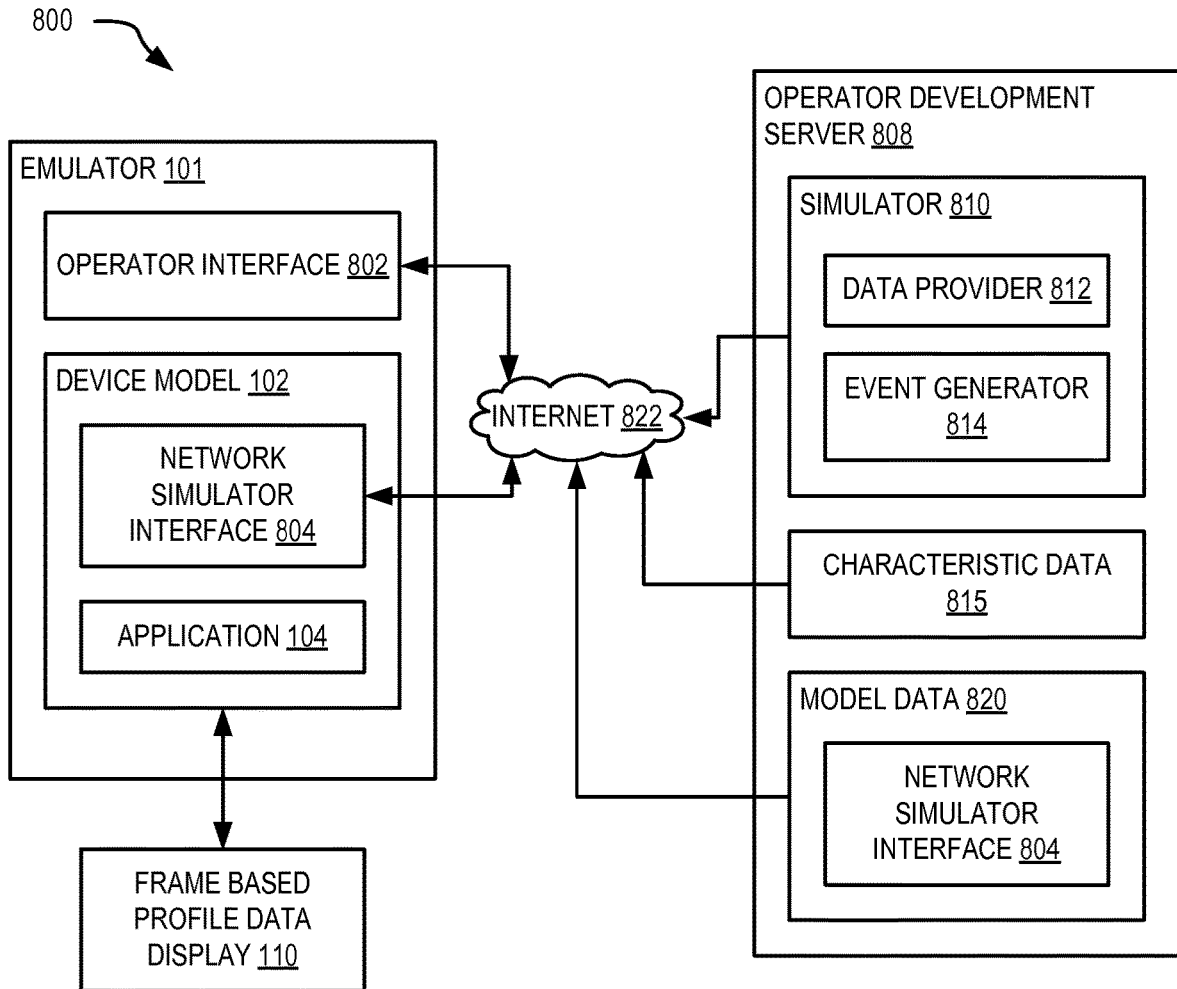 800
EMULATOR 101
OPERATOR INTERFACE 802
DEVICE MODEL 102
NETWORK
SIMULATOR
INTERFACE 804
APPLICATION 104
FRAME BASED
PROFILE DATA
DISPLAY 110
INTERNET 822
OPERATOR DEVELOPMENT
SERVER 808
SIMULATOR 810
DATA PROVIDER 812
EVENT GENERATOR
814
CHARACTERISTIC DATA
815
MODEL DATA 820
NETWORK
SIMULATOR
INTERFACE 804